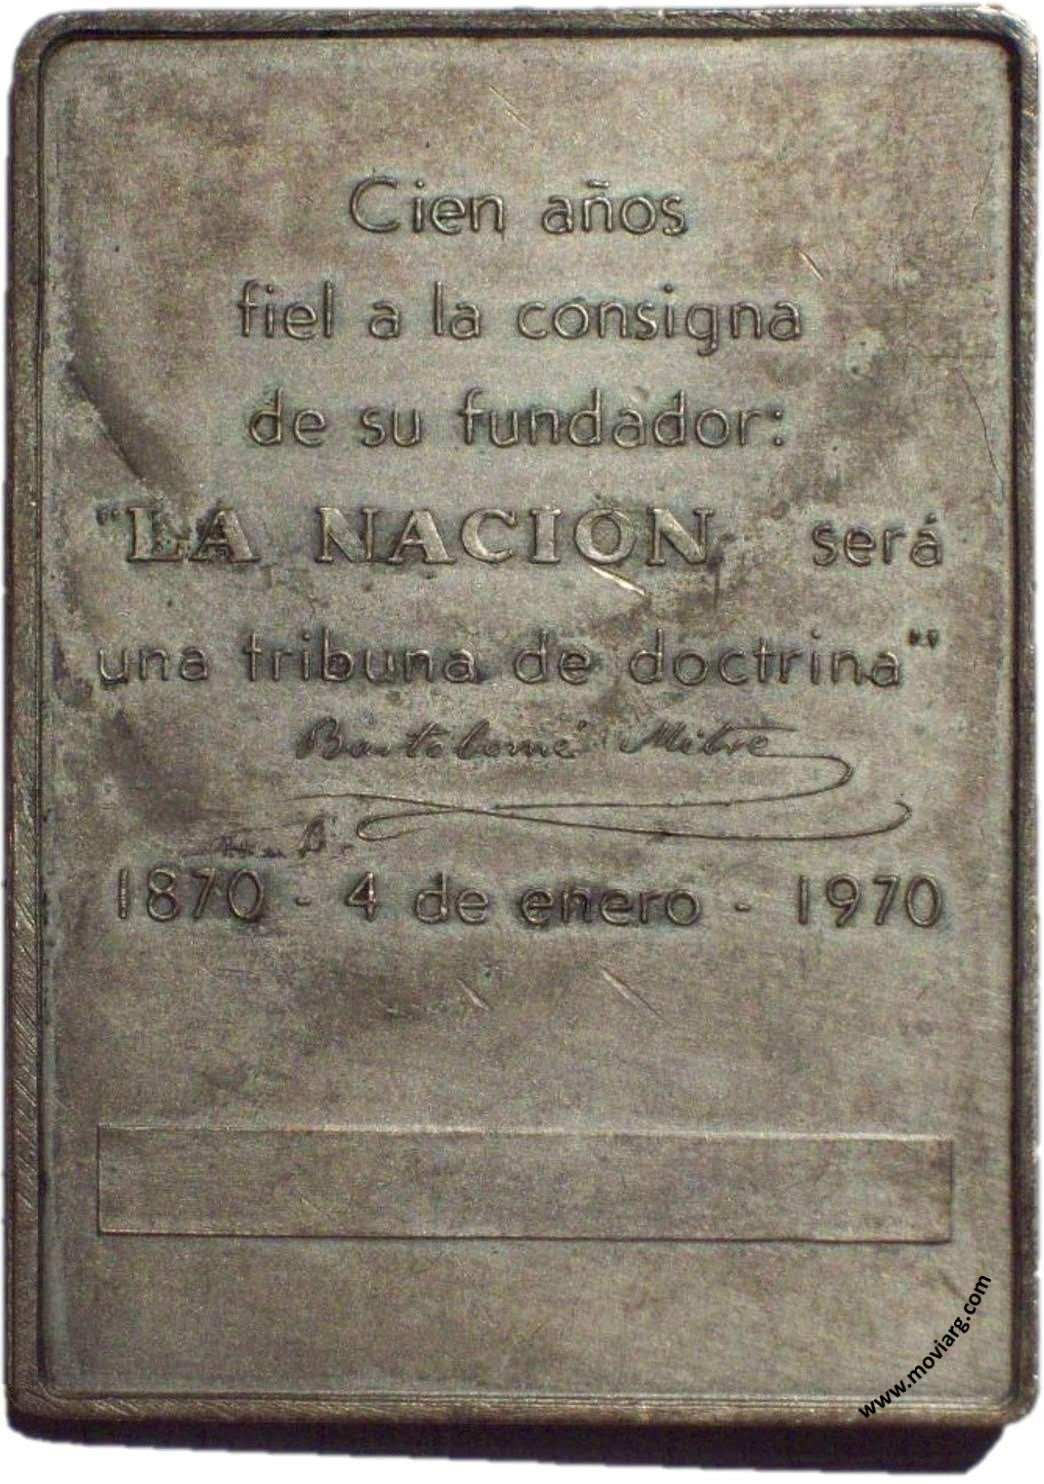 Cien años
fiel a la consigna
de su fundador:
"LA NACION será
una tribuna de doctrina"
Bartolomé Mitre
1870 - 4 de enero - 1970
www.moviarg.com